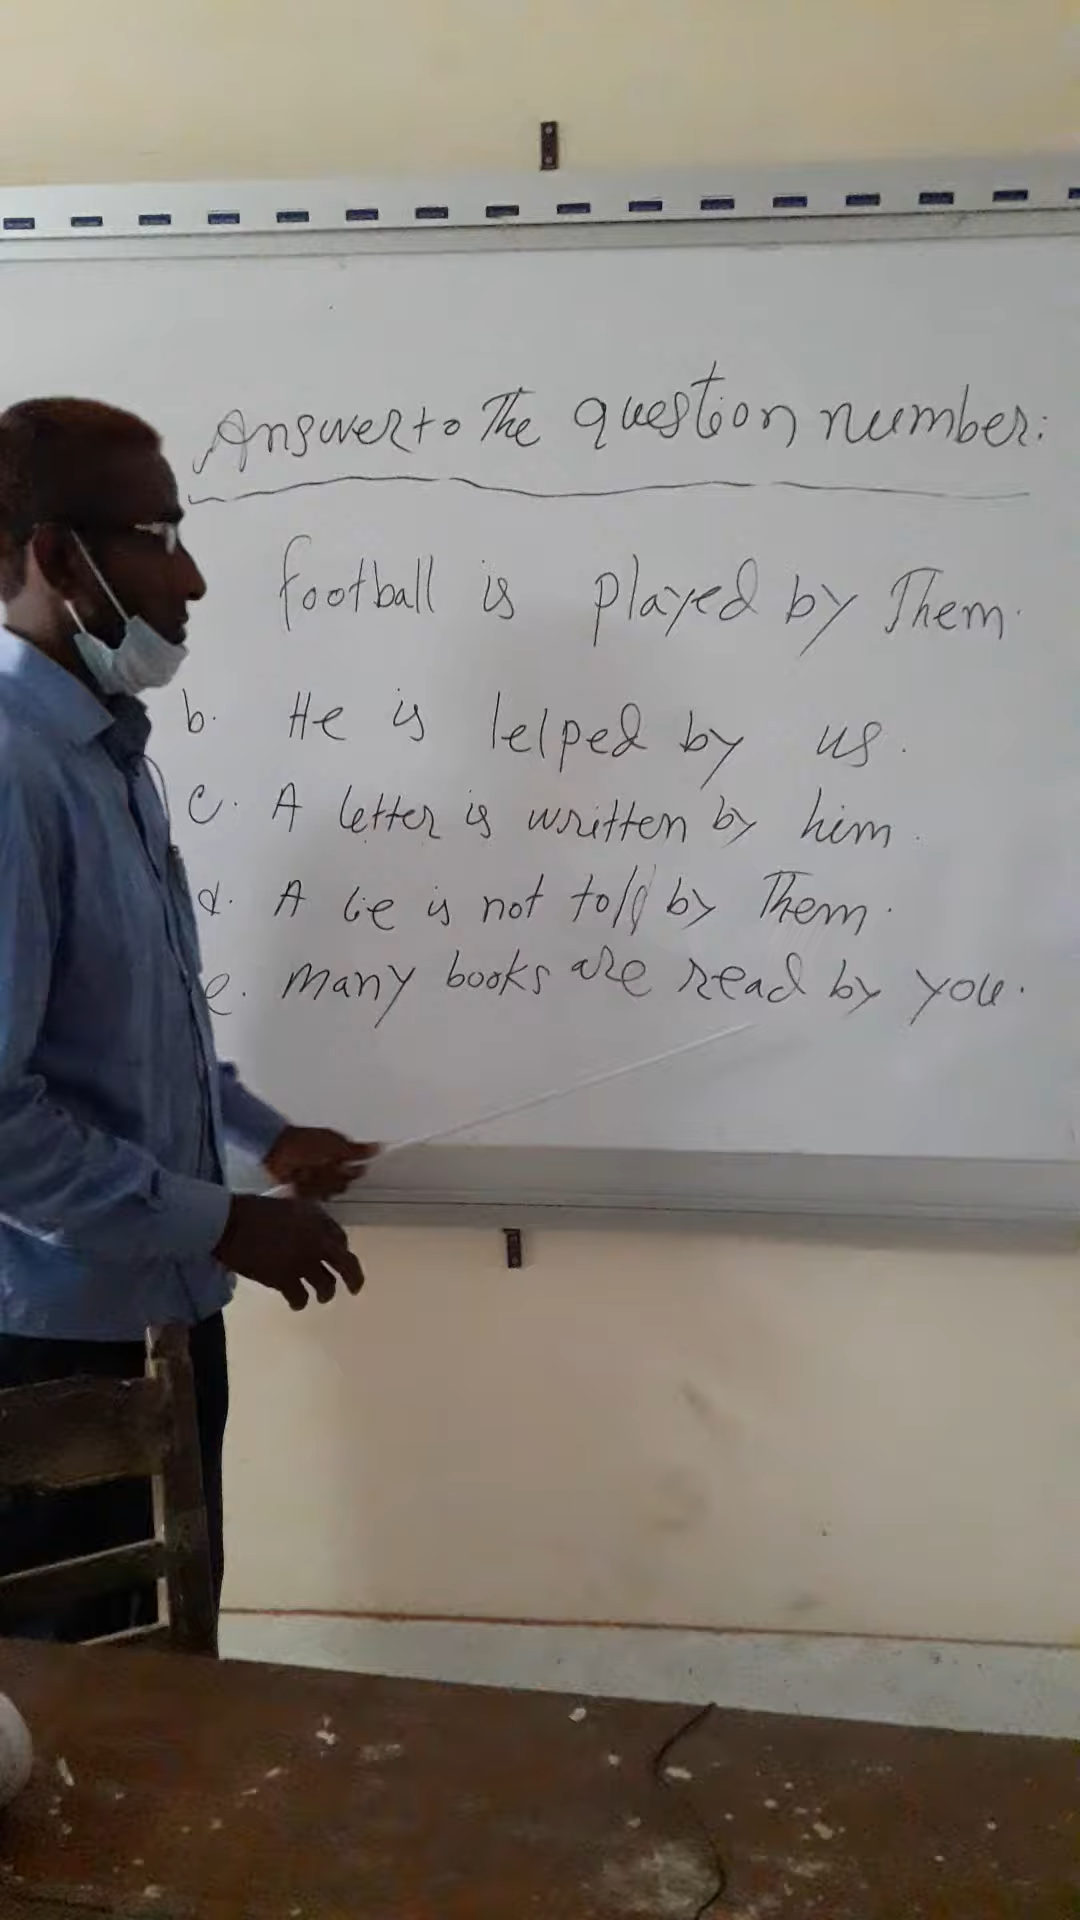 Answer to The question number:
football is played by Them.
b. He is lelped by us.
c. A letter is written by him.
d. A lie is not told by Them.
e. many books are read by you.